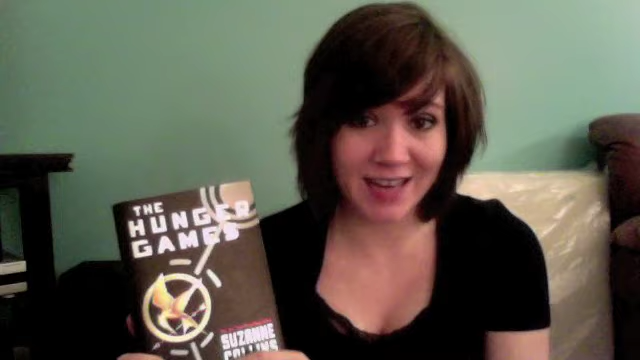 THE
HUNGER
GAMES
SUZANNE
COLLINS